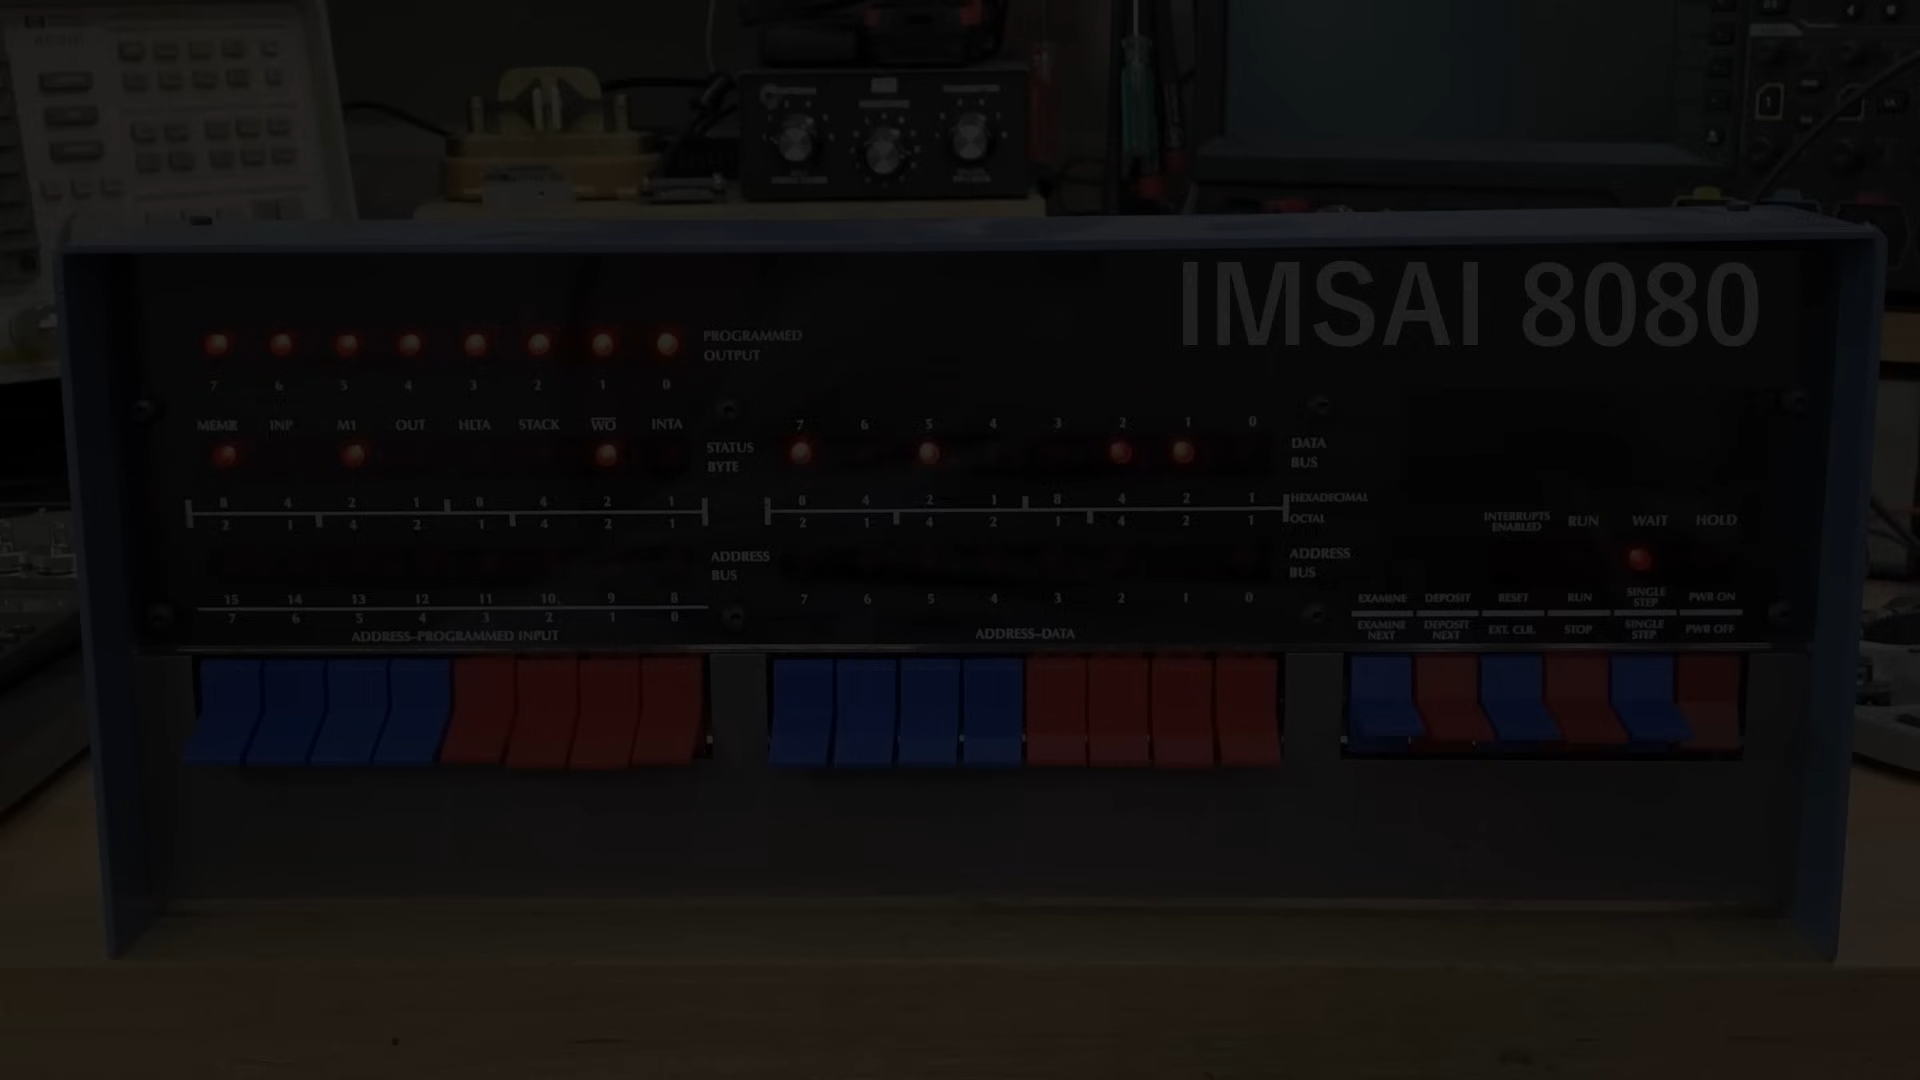 IMSAI 8080
PROGRAMMED
OUTPUT
7 6 5 4 3 2 1 0
MEMR INP M1 OUT HLTA STACK WO INTA
STATUS
BYTE
7 6 5 4 3 2 1 0
DATA
BUS
8 4 2 1 8 4 2 1
2 1 4 2 1 4 2 1
8 4 2 1 8 4 2 1
HEXADECIMAL
2 1 4 2 1 4 2 1
OCTAL
INTERRUPTS
ENABLED
RUN WAIT HOLD
ADDRESS
BUS
ADDRESS
BUS
15 14 13 12 11 10 9 8
7 6 5 4 3 2 1 0
ADDRESS-PROGRAMMED INPUT
7 6 5 4 3 2 1 0
ADDRESS-DATA
EXAMINE
EXAMINE
NEXT
DEPOSIT
DEPOSIT
NEXT
RESET
EXT. CLR.
RUN
STOP
SINGLE
STEP
SINGLE
STEP
PWR ON
PWR OFF